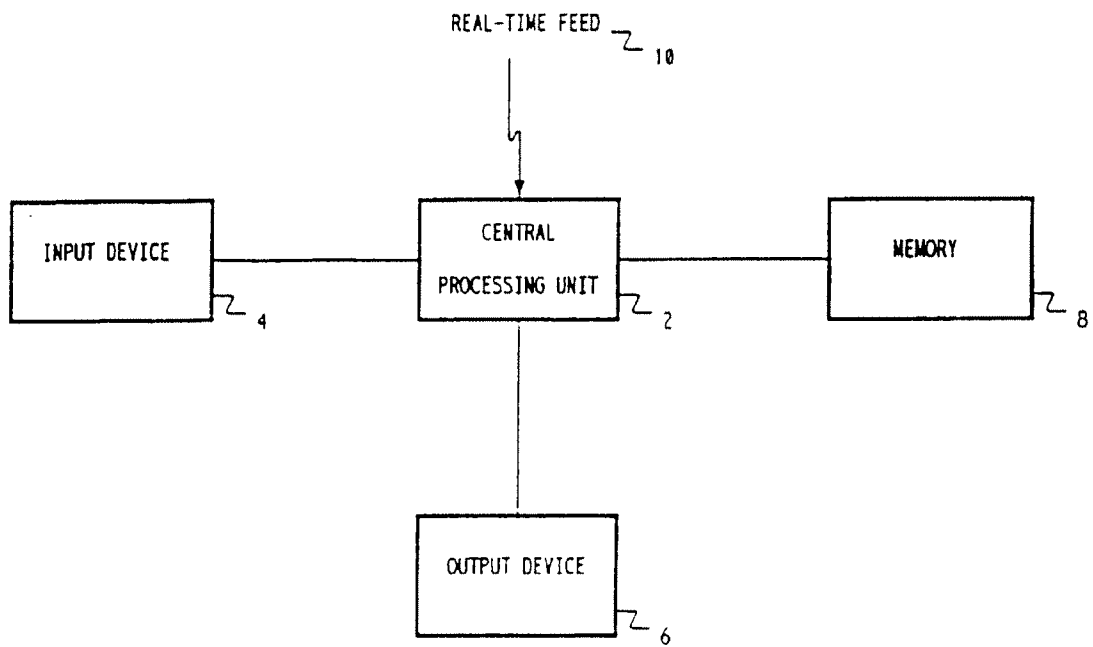 REAL-TIME FEED
10
INPUT DEVICE
4
CENTRAL
PROCESSING UNIT
2
MEMORY
8
OUTPUT DEVICE
6